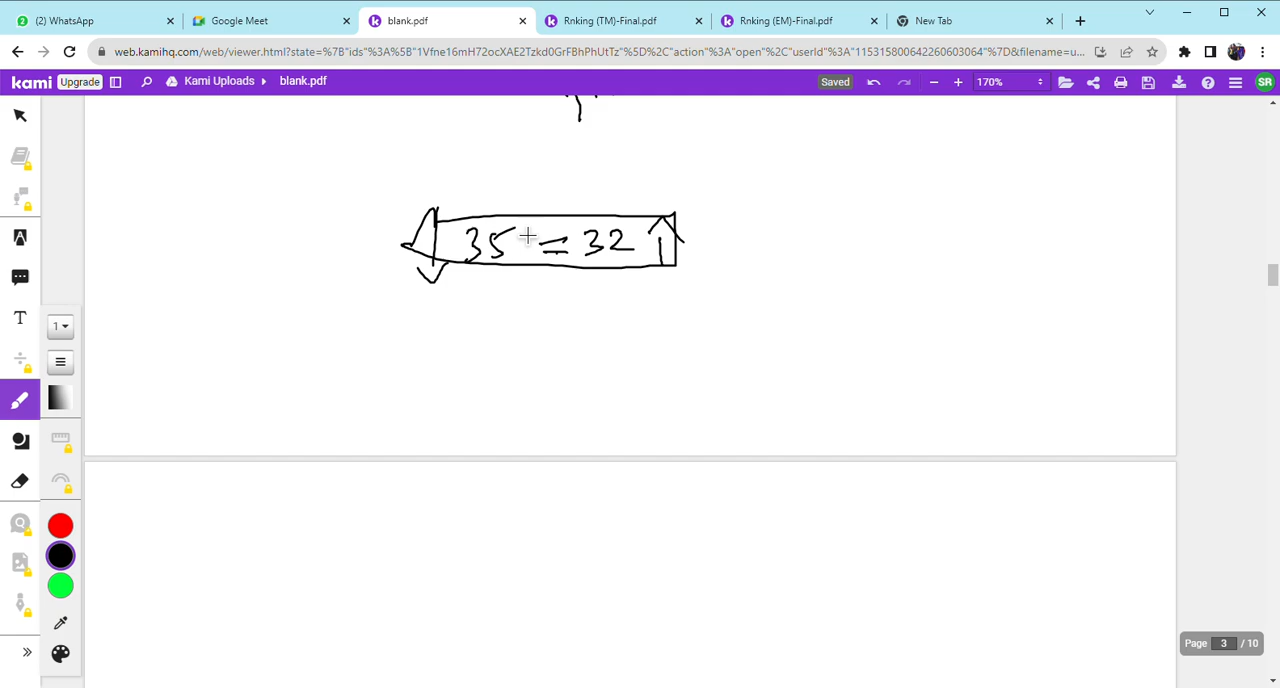 2 (2) WhatsApp
Google Meet
blank.pdf
Rnking (TM)-Final.pdf
Rnking (EM)-Final.pdf
New Tab
web.kamihq.com/web/viewer.html?state=%7B"ids"%3A%5B"1Vfne16mH72ocXAE2Tzkd0GrFBhPhUtTz"%5D%2C"action"%3A"open"%2C"userId"%3A"115315800642260603064"%7D&filename=u...
kami Upgrade Kami Uploads blank.pdf Saved 170% SR
35 = 32
A
T
1
Page 3 / 10